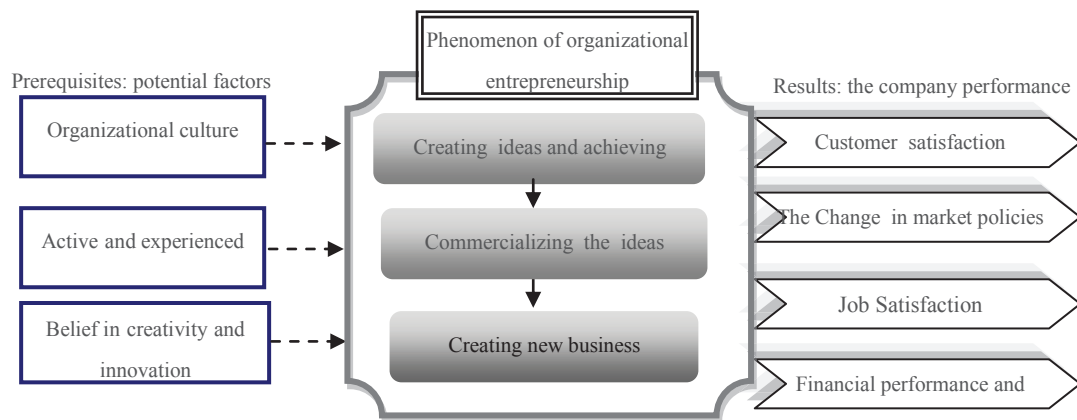 Phenomenon of organizational
entrepreneurship
Prerequisites: potential factors
Organizational culture
Active and experienced
Belief in creativity and
innovation
Creating ideas and achieving
Commercializing the ideas
Creating new business
Results: the company performance
Customer satisfaction
The Change in market policies
Job Satisfaction
Financial performance and